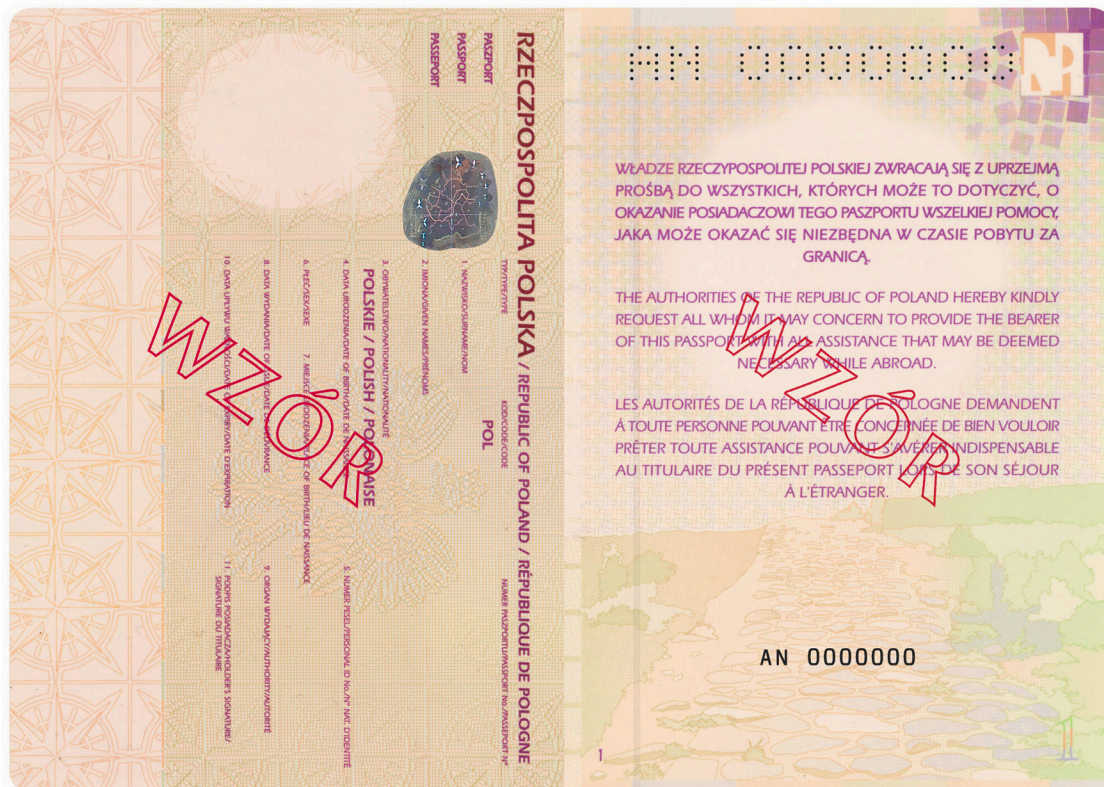 RZECZPOSPOLITA POLSKA / REPUBLIC OF POLAND / RÉPUBLIQUE DE POLOGNE
PASZPORT
PASSPORT
PASSEPORT
TYP/TYPE/TYPE
KOD/CODE/CODE
POL
NUMER PASZPORTU/PASSPORT No./PASSEPORT N°
1. NAZWISKO/SURNAME/NOM
2. IMIONA/GIVEN NAMES/PRÉNOMS
3. OBYWATELSTWO/NATIONALITY/NATIONALITÉ
POLSKIE / POLISH / POLONAISE
4. DATA URODZENIA/DATE OF BIRTH/DATE DE NAISSANCE
5. NUMER PESEL/PERSONAL ID No./N° NAT. D'IDENTITÉ
6. PŁEĆ/SEX/SEXE
7. MIEJSCE URODZENIA/PLACE OF BIRTH/LIEU DE NAISSANCE
8. DATA WYDANIA/DATE OF ISSUE/DATE DE DÉLIVRANCE
9. ORGAN WYDAJĄCY/AUTHORITY/AUTORITÉ
10. DATA UPŁYWU WAŻNOŚCI/DATE OF EXPIRY/DATE D'EXPIRATION
11. PODPIS POSIADACZA/HOLDER'S SIGNATURE/
SIGNATURE DU TITULAIRE
WZÓR
AN 0000000
WŁADZE RZECZYPOSPOLITEJ POLSKIEJ ZWRACAJĄ SIĘ Z UPRZEJMĄ
PROŚBĄ DO WSZYSTKICH, KTÓRYCH MOŻE TO DOTYCZYĆ, O
OKAZANIE POSIADACZOWI TEGO PASZPORTU WSZELKIEJ POMOCY,
JAKA MOŻE OKAZAĆ SIĘ NIEZBĘDNA W CZASIE POBYTU ZA
GRANICĄ.
THE AUTHORITIES OF THE REPUBLIC OF POLAND HEREBY KINDLY
REQUEST ALL WHOM IT MAY CONCERN TO PROVIDE THE BEARER
OF THIS PASSPORT WITH ALL ASSISTANCE THAT MAY BE DEEMED
NECESSARY WHILE ABROAD.
LES AUTORITÉS DE LA RÉPUBLIQUE DE POLOGNE DEMANDENT
À TOUTE PERSONNE POUVANT ÊTRE CONCERNÉE DE BIEN VOULOIR
PRÊTER TOUTE ASSISTANCE POUVANT S'AVÉRER INDISPENSABLE
AU TITULAIRE DU PRÉSENT PASSEPORT LORS DE SON SÉJOUR
À L'ÉTRANGER.
WZÓR
AN 0000000
1